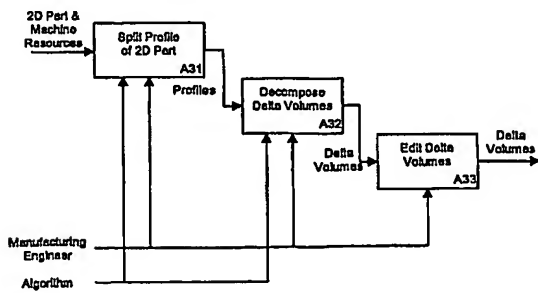 2D Part &
Machine
Resources
Split Profile
of 2D Part
A31
Profiles
Decompose
Delta Volumes
A32
Delta
Volumes
Edit Delta
Volumes
A33
Delta
Volumes
Manufacturing
Engineer
Algorithm